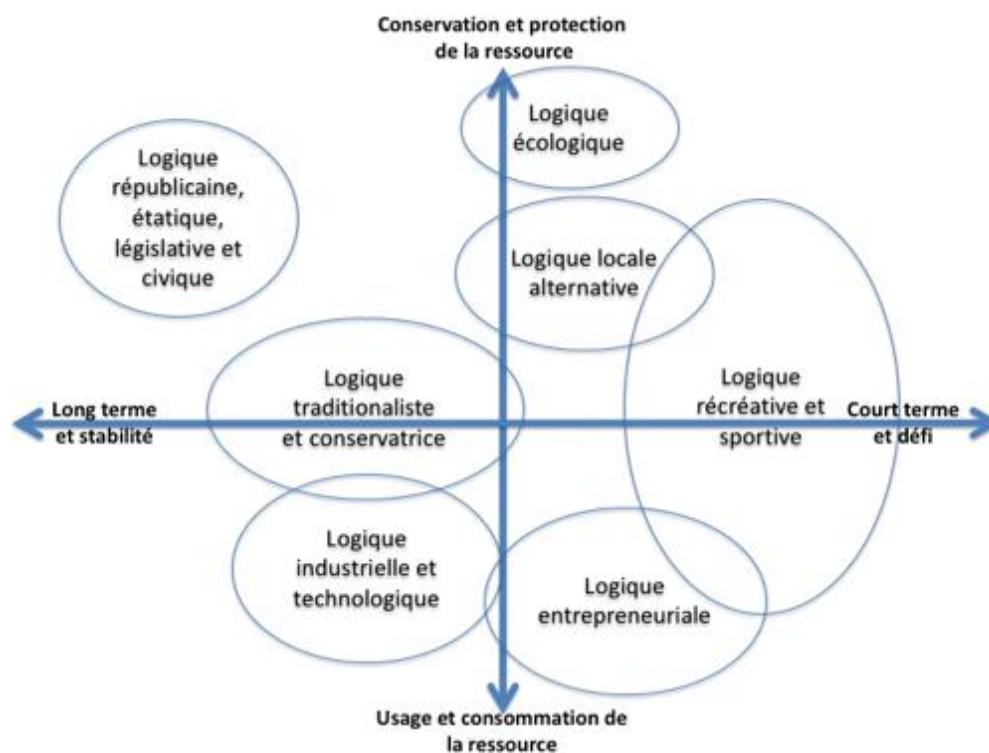 Conservation et protection
de la ressource
Logique
écologique
Logique
républicaine,
étatique,
législative et
civique
Logique locale
alternative
Long terme
et stabilité
Logique
traditionaliste
et conservatrice
Logique
récréative et
sportive
Court terme
et défi
Logique
industrielle et
technologique
Logique
entrepreneuriale
Usage et consommation de
la ressource